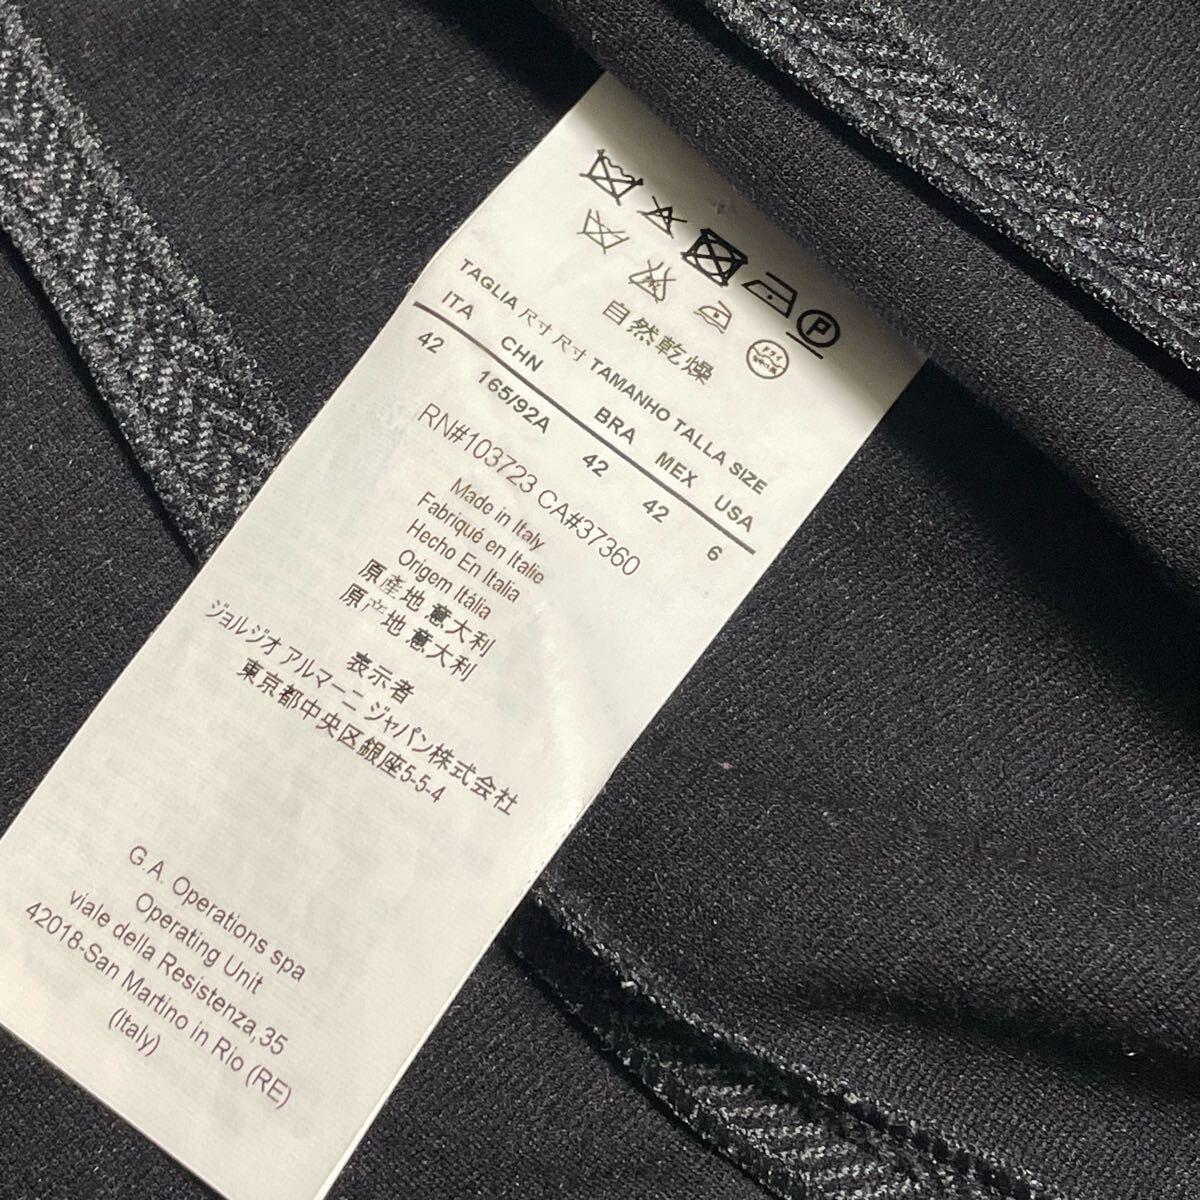 P
自然乾燥
TAGLIA 尺寸 尺寸 TAMANHO TALLA SIZE
ITA CHN BRA MEX USA
42 165/92A 42 42 6
RN#103723 CA#37360
Made in Italy
Fabriqué en Italie
Hecho En Italia
Origem Itália
原產地 意大利
原产地 意大利
表示者
ジョルジオ アルマーニ ジャパン株式会社
東京都中央区銀座5-5-4
G.A. Operations spa
Operating Unit
viale della Resistenza,35
42018-San Martino in Rio (RE)
(Italy)